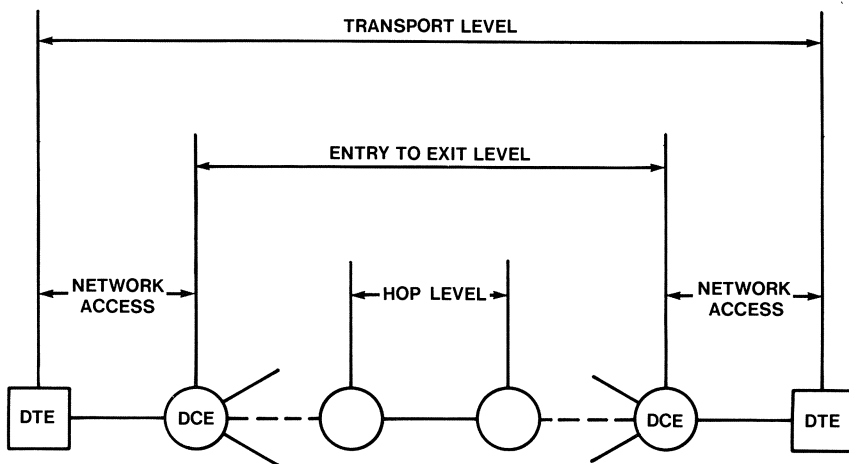 TRANSPORT LEVEL
ENTRY TO EXIT LEVEL
NETWORK
ACCESS
HOP LEVEL
NETWORK
ACCESS
DTE
DCE
DCE
DTE